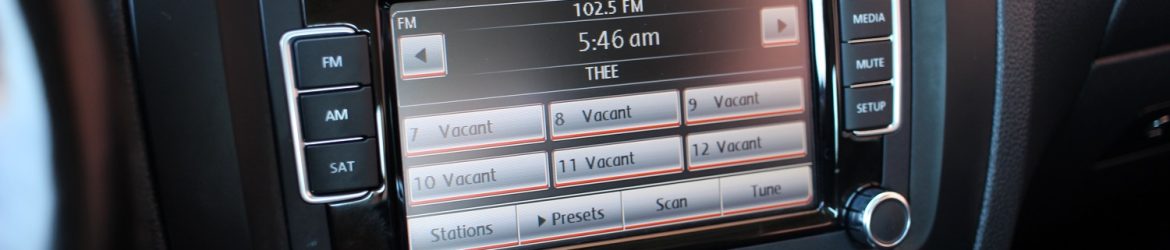 FM
102.5 FM
5:46 am
THEE
7 Vacant
8 Vacant
9 Vacant
10 Vacant
11 Vacant
12 Vacant
Stations
Presets
Scan
Tune
FM
AM
SAT
MEDIA
MUTE
SETUP